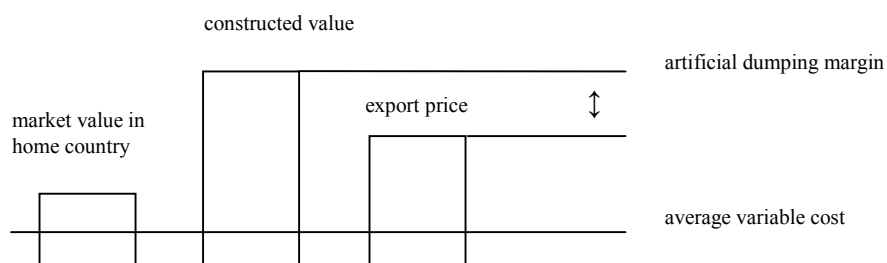 constructed value
artificial dumping margin
export price
market value in
home country
average variable cost